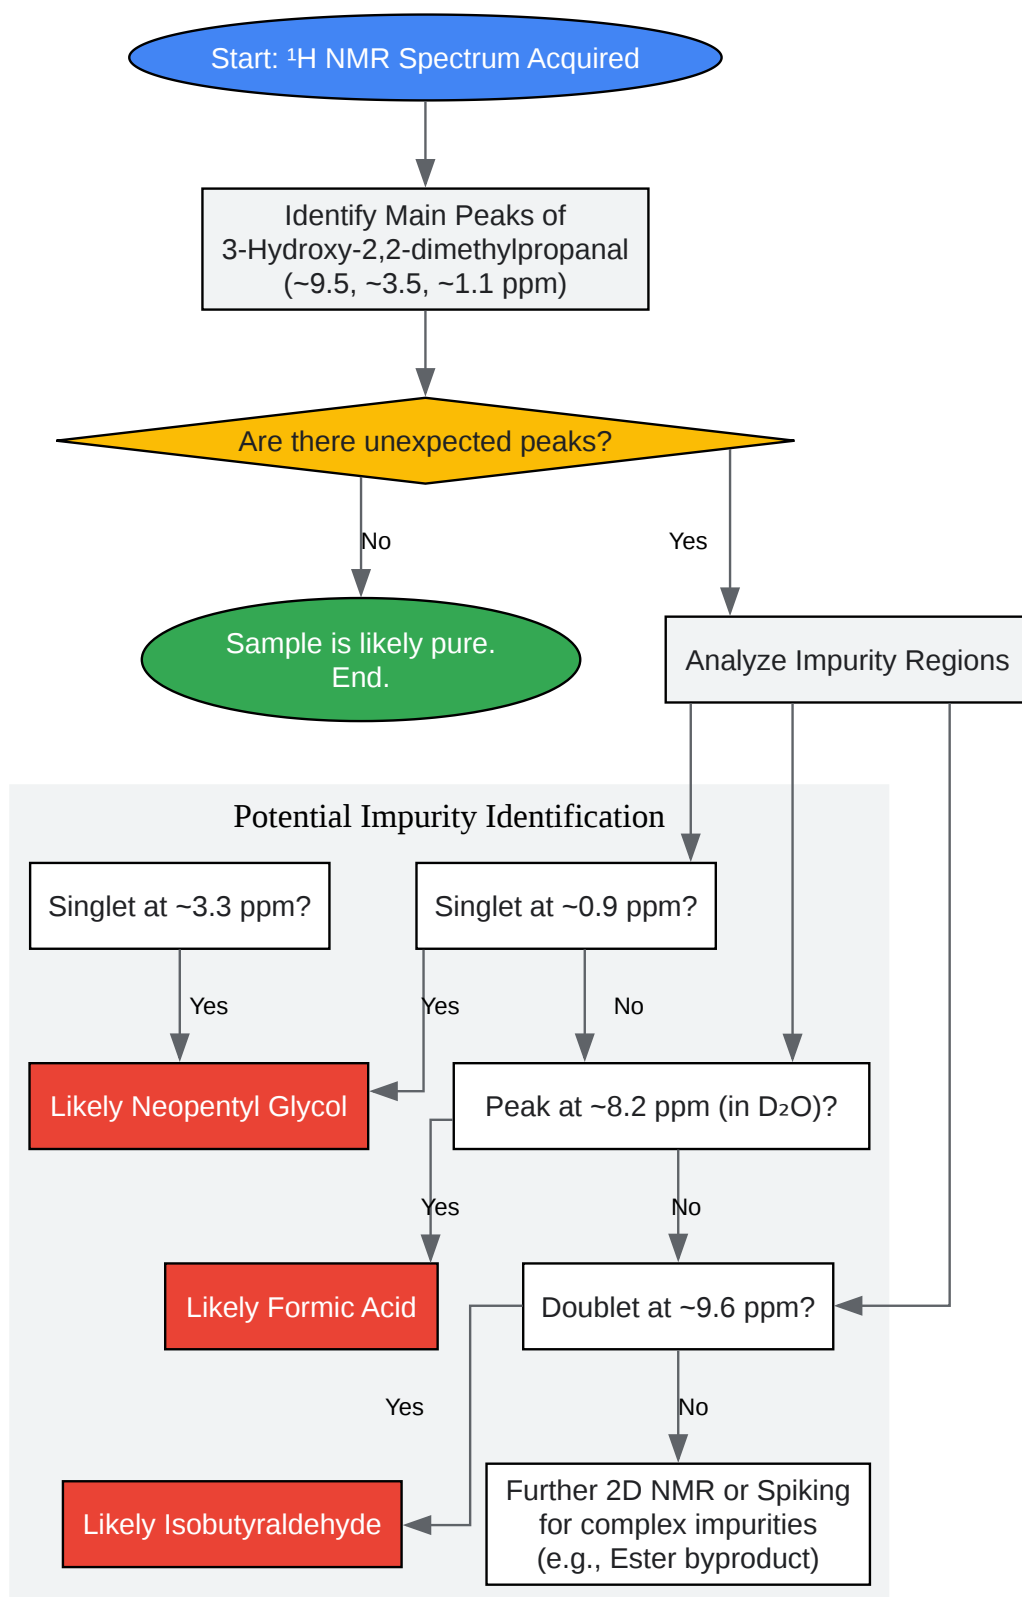 Start: ¹H NMR Spectrum Acquired
Identify Main Peaks of
3-Hydroxy-2,2-dimethylpropanal
(~9.5, ~3.5, ~1.1 ppm)
Are there unexpected peaks?
No
Yes
Sample is likely pure.
End.
Analyze Impurity Regions
Potential Impurity Identification
Singlet at ~3.3 ppm?
Singlet at ~0.9 ppm?
Yes
Yes
No
Likely Neopentyl Glycol
Peak at ~8.2 ppm (in D₂O)?
Yes
No
Likely Formic Acid
Doublet at ~9.6 ppm?
Yes
No
Likely Isobutyraldehyde
Further 2D NMR or Spiking
for complex impurities
(e.g., Ester byproduct)